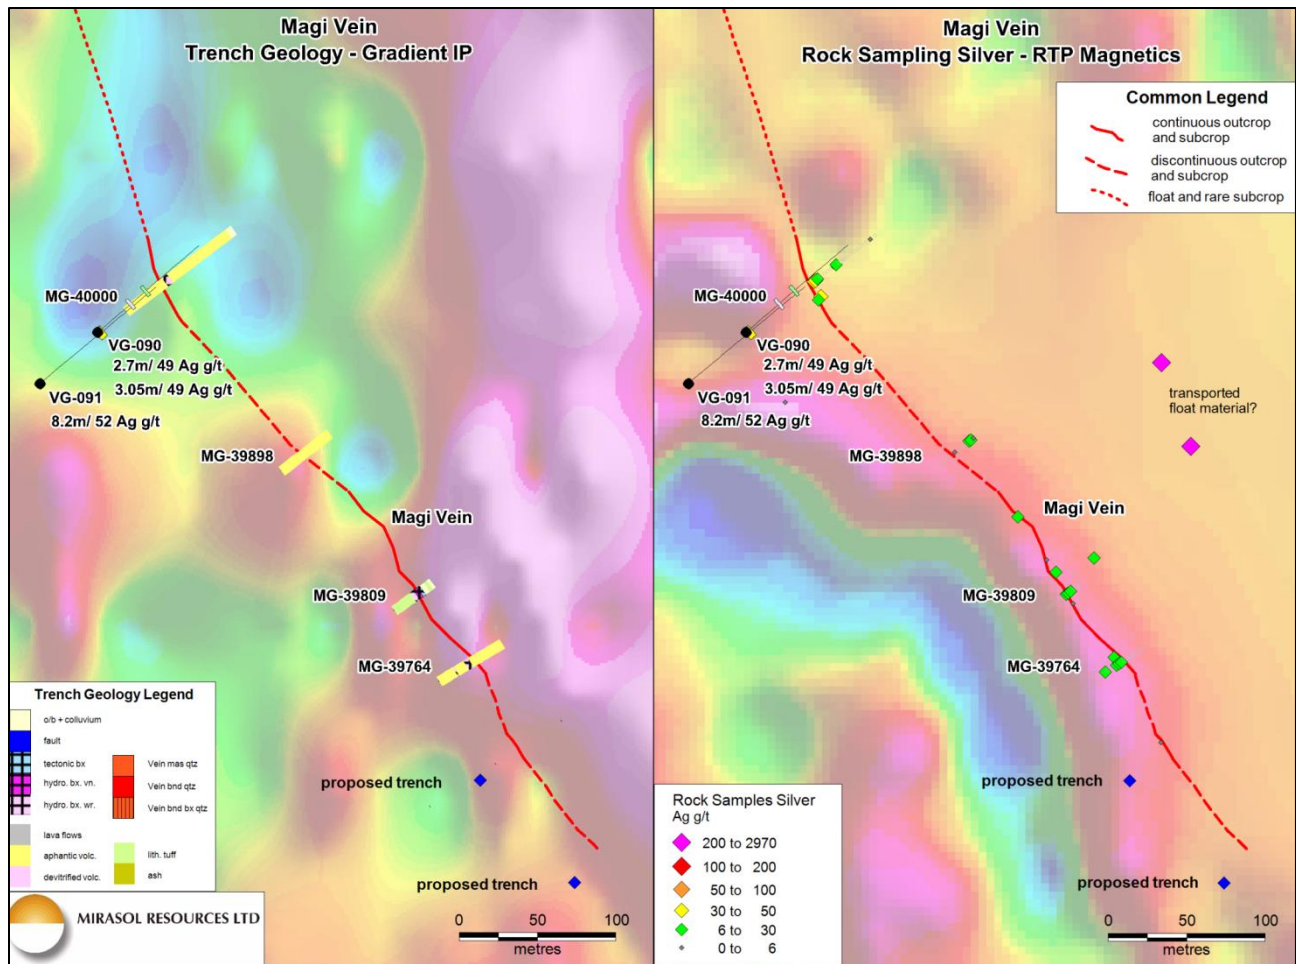 Magi Vein
Trench Geology - Gradient IP
MG-40000
VG-090
2.7m/ 49 Ag g/t
3.05m/ 49 Ag g/t
VG-091
8.2m/ 52 Ag g/t
MG-39898
Magi Vein
MG-39809
MG-39764
proposed trench
proposed trench
Trench Geology Legend
o/b + colluvium
fault
tectonic bx
hydro. bx. vn.
hydro. bx. wr.
lava flows
aphantic volc.
devitrified volc.
Vein mas qtz
Vein bnd qtz
Vein bnd bx qtz
lith. tuff
ash
MIRASOL RESOURCES LTD
0 50 100
metres
Magi Vein
Rock Sampling Silver - RTP Magnetics
Common Legend
continuous outcrop
and subcrop
discontinuous outcrop
and subcrop
float and rare subcrop
MG-40000
VG-090
2.7m/ 49 Ag g/t
3.05m/ 49 Ag g/t
VG-091
8.2m/ 52 Ag g/t
transported
float material?
MG-39898
Magi Vein
MG-39809
MG-39764
proposed trench
proposed trench
Rock Samples Silver
Ag g/t
200 to 2970
100 to 200
50 to 100
30 to 50
6 to 30
0 to 6
0 50 100
metres